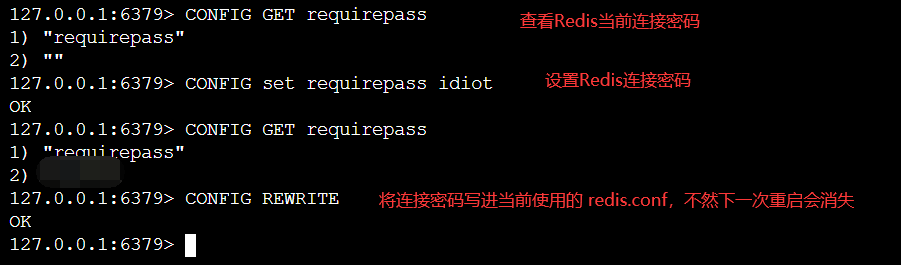 127.0.0.1:6379> CONFIG GET requirepass 查看Redis当前连接密码
1) "requirepass"
2) ""
127.0.0.1:6379> CONFIG set requirepass idiot 设置Redis连接密码
OK
127.0.0.1:6379> CONFIG GET requirepass
1) "requirepass"
2)
127.0.0.1:6379> CONFIG REWRITE 将连接密码写进当前使用的 redis.conf，不然下一次重启会消失
OK
127.0.0.1:6379>